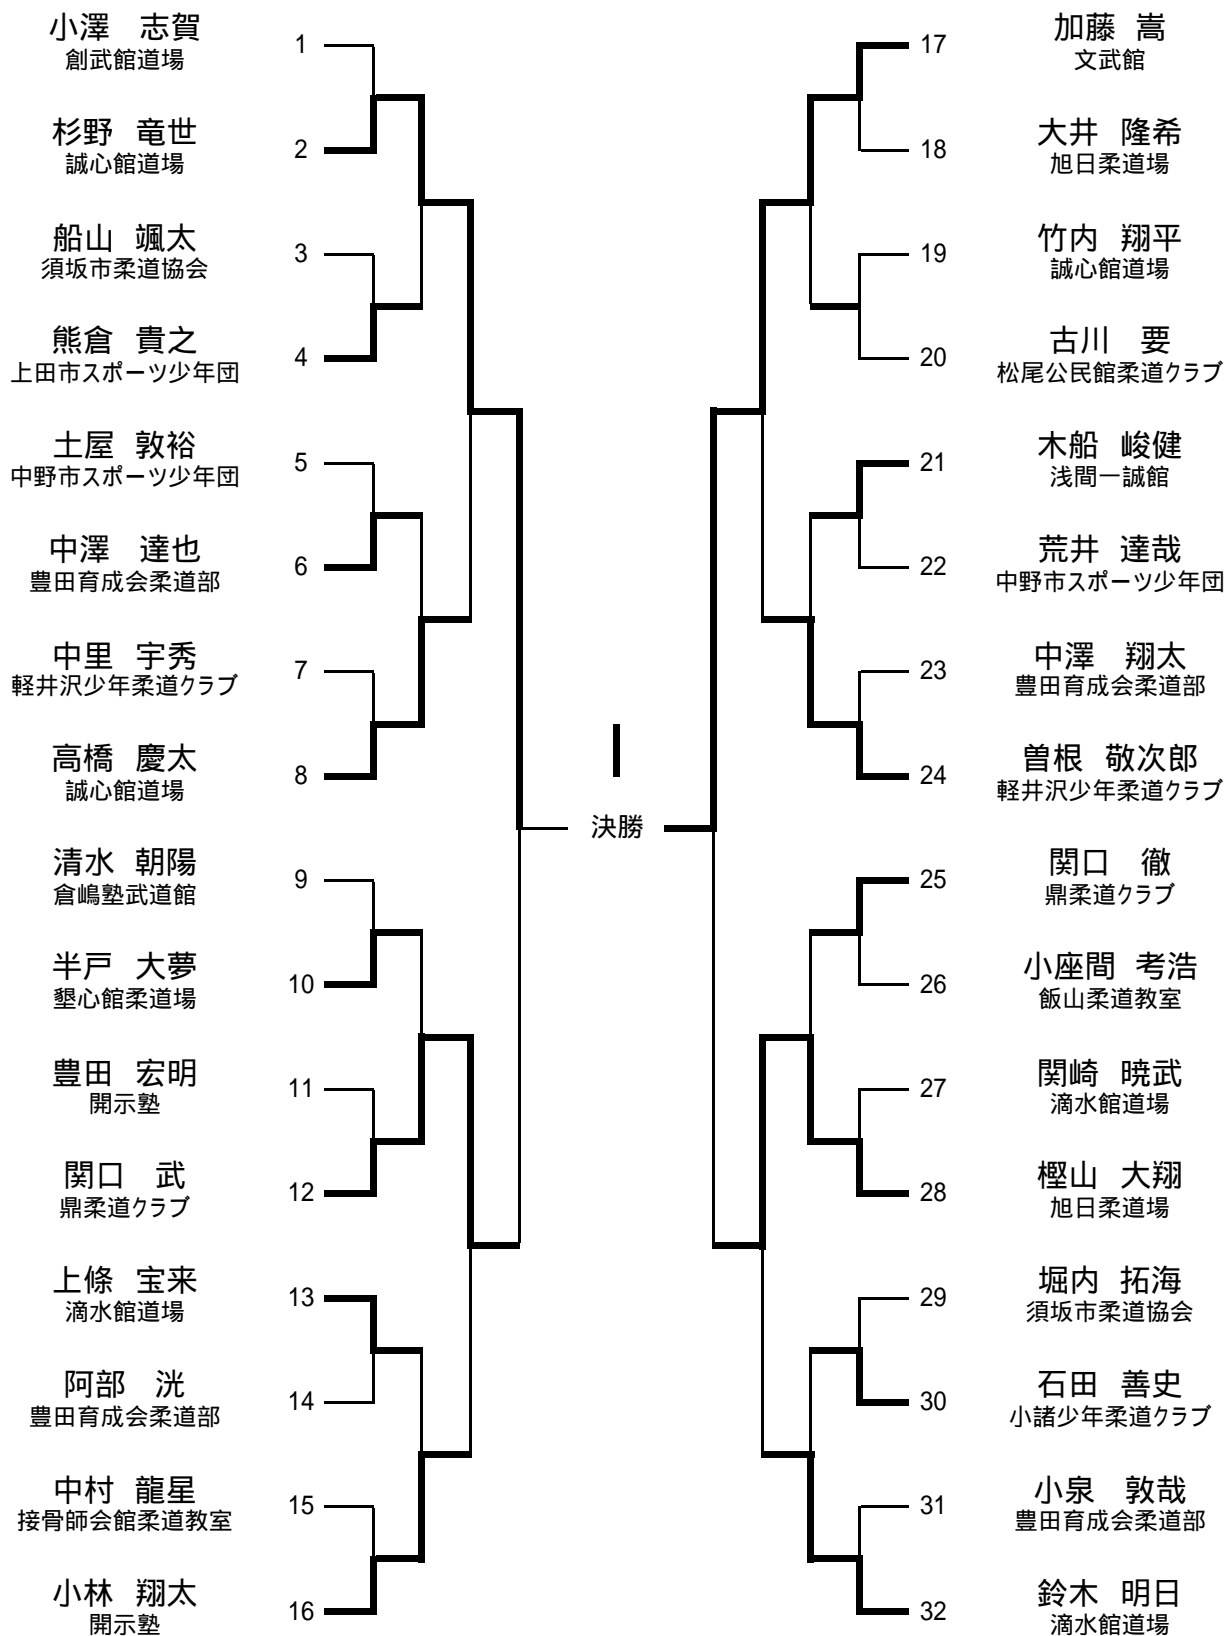 小澤　志賀
創武館道場
1
杉野　竜世
誠心館道場
2
船山　颯太
須坂市柔道協会
3
熊倉　貴之
上田市スポーツ少年団
4
土屋　敦裕
中野市スポーツ少年団
5
中澤　達也
豊田育成会柔道部
6
中里　宇秀
軽井沢少年柔道クラブ
7
高橋　慶太
誠心館道場
8
清水　朝陽
倉嶋塾武道館
9
半戸　大夢
墾心館柔道場
10
豊田　宏明
開示塾
11
関口　武
鼎柔道クラブ
12
上條　宝来
滴水館道場
13
阿部　洸
豊田育成会柔道部
14
中村　龍星
接骨師会館柔道教室
15
小林　翔太
開示塾
16
決勝
17
加藤　嵩
文武館
18
大井　隆希
旭日柔道場
19
竹内　翔平
誠心館道場
20
古川　要
松尾公民館柔道クラブ
21
木船　峻健
浅間一誠館
22
荒井　達哉
中野市スポーツ少年団
23
中澤　翔太
豊田育成会柔道部
24
曽根　敬次郎
軽井沢少年柔道クラブ
25
関口　徹
鼎柔道クラブ
26
小座間　考浩
飯山柔道教室
27
関崎　暁武
滴水館道場
28
樫山　大翔
旭日柔道場
29
堀内　拓海
須坂市柔道協会
30
石田　善史
小諸少年柔道クラブ
31
小泉　敦哉
豊田育成会柔道部
32
鈴木　明日
滴水館道場